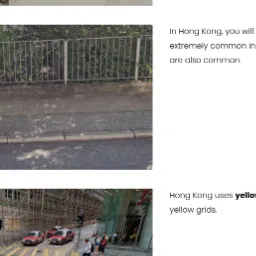 In Hong Kong, you will
extremely common in
are also common.
Hong Kong uses yellow
yellow grids.